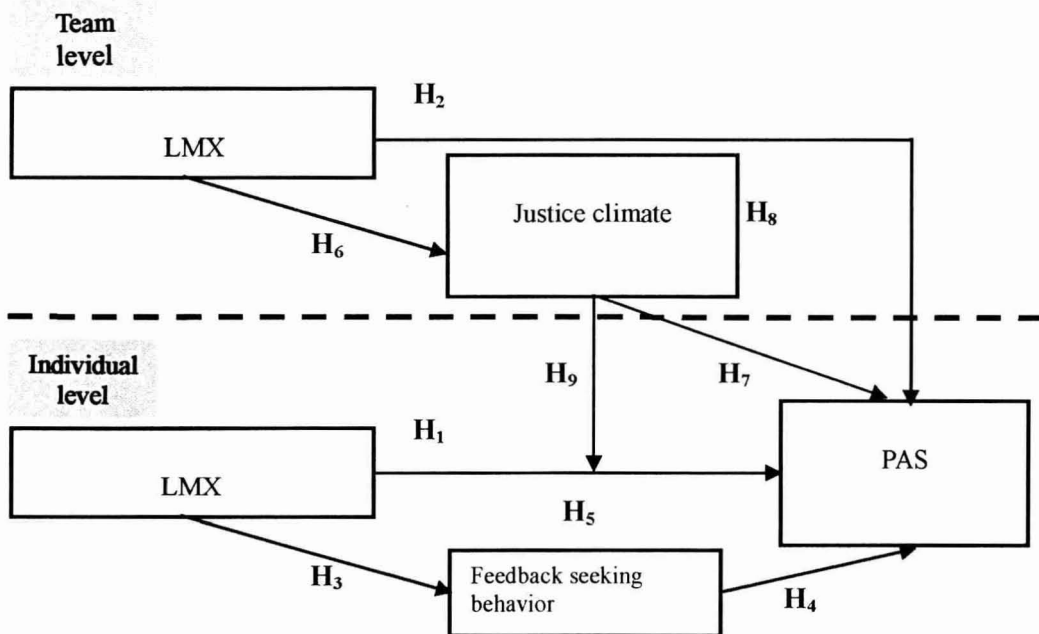 Team
level
H₂
LMX
Justice climate
H₈
H₆
Individual
level
H₉
H₇
H₁
PAS
LMX
H₅
H₃
Feedback seeking
behavior
H₄